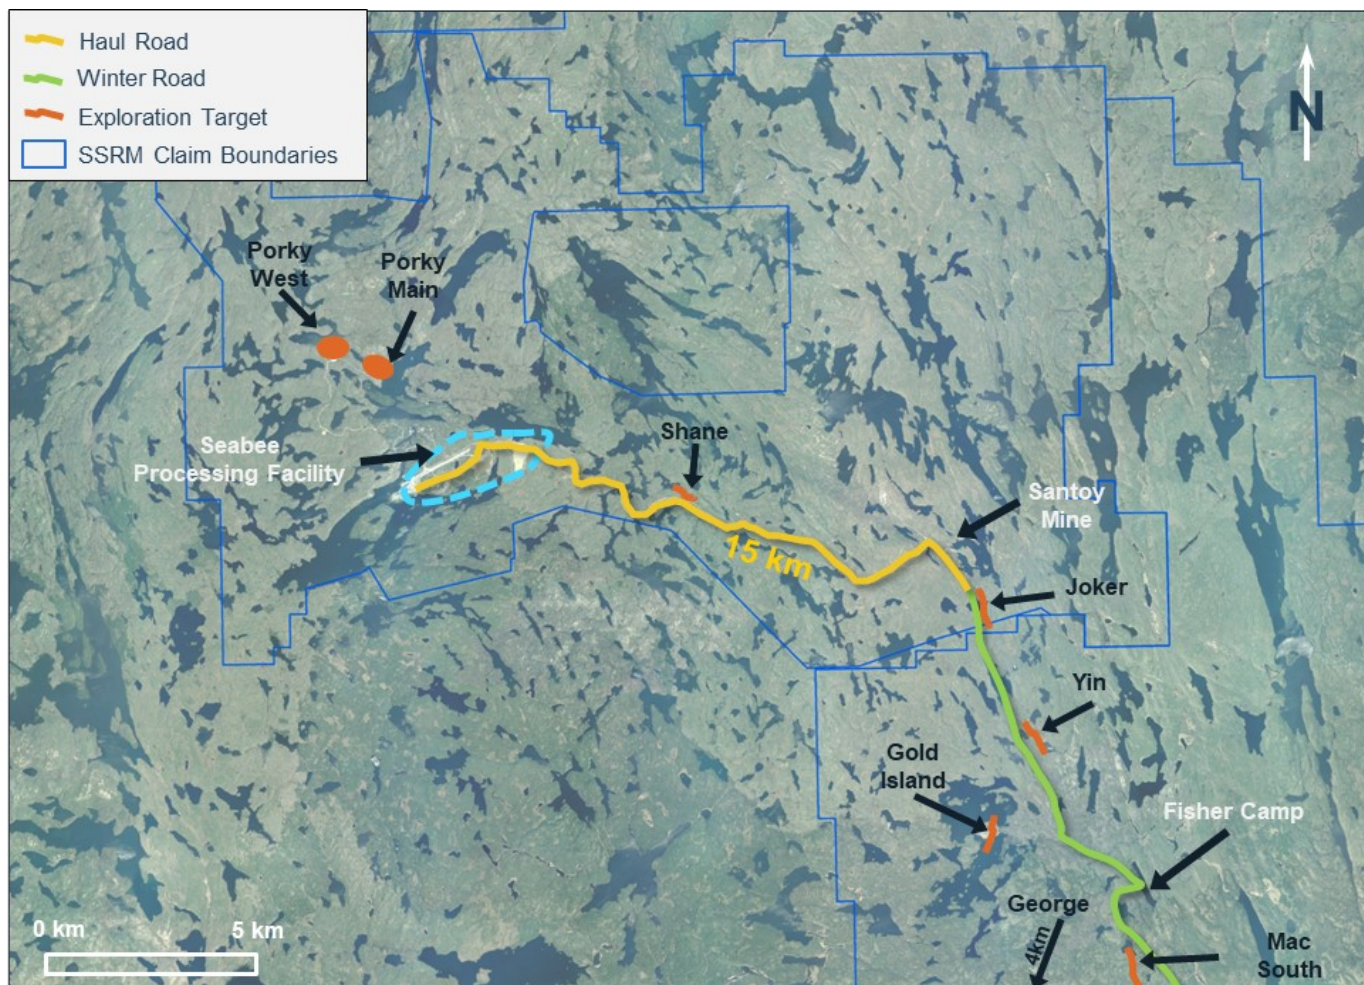 Haul Road
Winter Road
Exploration Target
SSRM Claim Boundaries
N
Porky
West
Porky
Main
Seabee
Processing Facility
Shane
15 km
Santoy
Mine
Joker
Yin
Gold
Island
Fisher Camp
George
4km
Mac
South
0 km
5 km